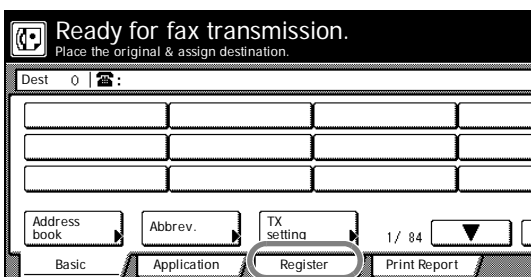 Ready for fax transmission.
Place the original & assign destination.
Dest 0 ☎:
Address book
Abbrev.
TX setting
1/ 84
Basic
Application
Register
Print Report